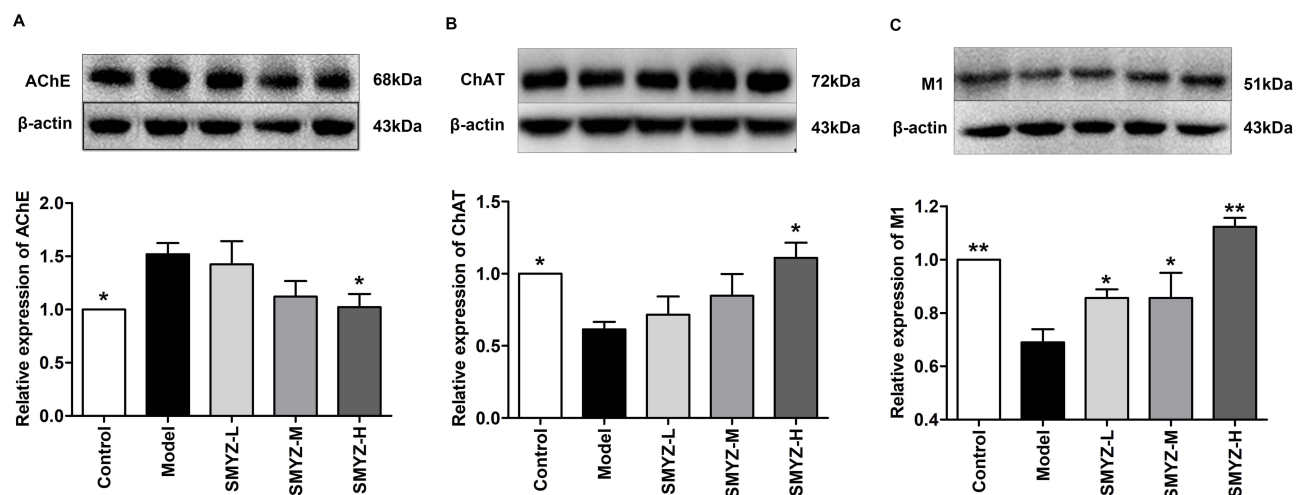 A
AChE 68kDa
β-actin 43kDa
Relative expression of AChE
2.0
1.5
1.0
0.5
0.0
*
*
Control
Model
SMYZ-L
SMYZ-M
SMYZ-H
B
ChAT 72kDa
β-actin 43kDa
Relative expression of ChAT
1.5
1.0
0.5
0.0
*
*
Control
Model
SMYZ-L
SMYZ-M
SMYZ-H
C
M1 51kDa
β-actin 43kDa
Relative expression of M1
1.2
1.0
0.8
0.6
0.4
**
*
*
**
Control
Model
SMYZ-L
SMYZ-M
SMYZ-H